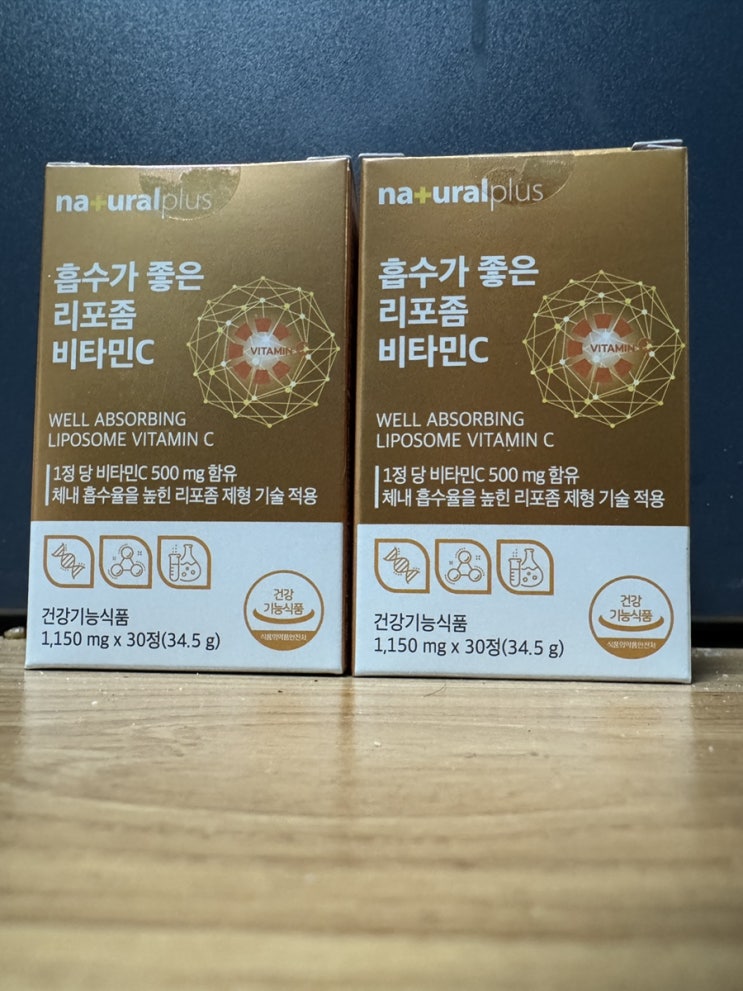 na+uralplus
흡수가 좋은
리포좀
비타민C
VITAMIN C
WELL ABSORBING
LIPOSOME VITAMIN C
1정 당 비타민C 500 mg 함유
체내 흡수율을 높힌 리포좀 제형 기술 적용
건강기능식품
1,150 mg x 30정(34.5 g)
건강
기능식품
식품의약품안전처
na+uralplus
흡수가 좋은
리포좀
비타민C
VITAMIN C
WELL ABSORBING
LIPOSOME VITAMIN C
1정 당 비타민C 500 mg 함유
체내 흡수율을 높힌 리포좀 제형 기술 적용
건강기능식품
1,150 mg x 30정(34.5 g)
건강
기능식품
식품의약품안전처